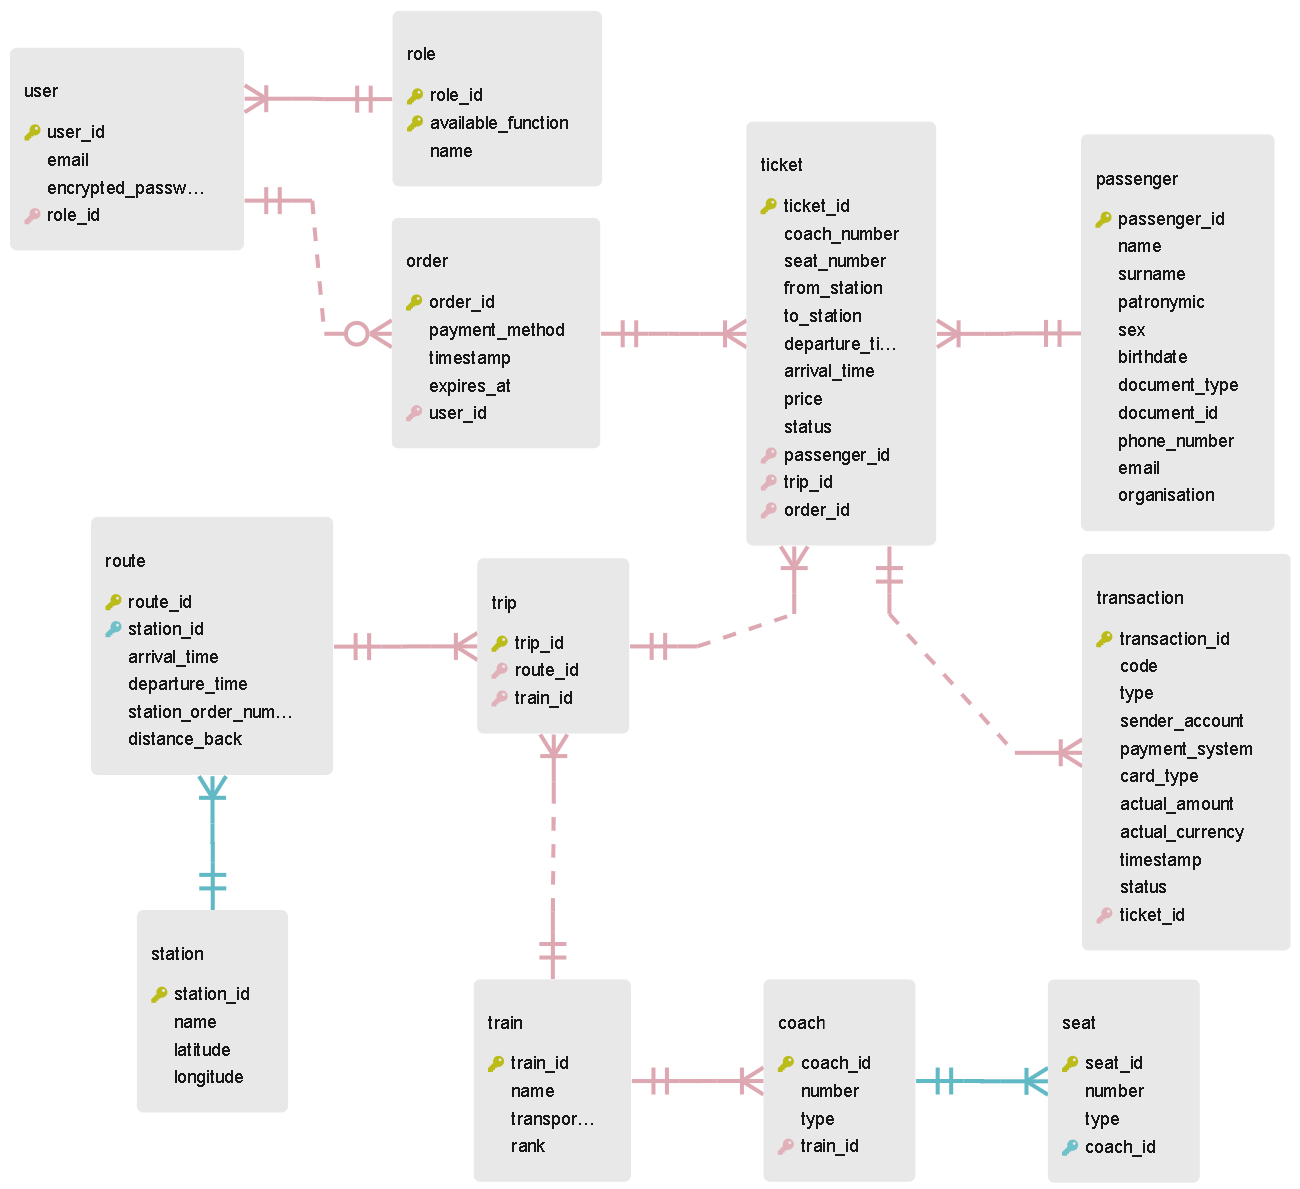 user
user_id
email
encrypted_passw...
role_id
role
role_id
available_function
name
order
order_id
payment_method
timestamp
expires_at
user_id
ticket
ticket_id
coach_number
seat_number
from_station
to_station
departure_ti...
arrival_time
price
status
passenger_id
trip_id
order_id
passenger
passenger_id
name
surname
patronymic
sex
birthdate
document_type
document_id
phone_number
email
organisation
route
route_id
station_id
arrival_time
departure_time
station_order_num...
distance_back
trip
trip_id
route_id
train_id
transaction
transaction_id
code
type
sender_account
payment_system
card_type
actual_amount
actual_currency
timestamp
status
ticket_id
station
station_id
name
latitude
longitude
train
train_id
name
transpor...
rank
coach
coach_id
number
type
train_id
seat
seat_id
number
type
coach_id